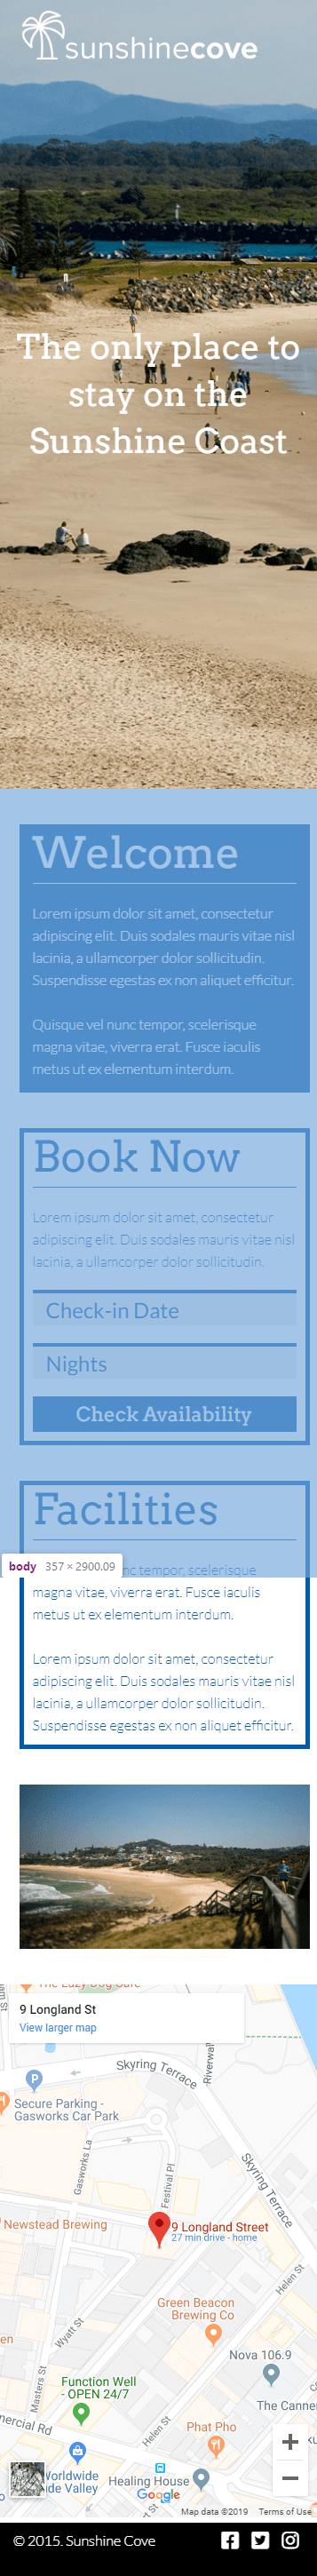 sunshinecove
The only place to
stay on the
Sunshine Coast
Welcome
Lorem ipsum dolor sit amet, consectetur
adipiscing elit. Duis sodales mauris vitae nisl
lacinia, a ullamcorper dolor sollicitudin.
Suspendisse egestas ex non aliquet efficitur.
Quisque vel nunc tempor, scelerisque
magna vitae, viverra erat. Fusce iaculis
metus ut ex elementum interdum.
Book Now
Lorem ipsum dolor sit amet, consectetur
adipiscing elit. Duis sodales mauris vitae nisl
lacinia, a ullamcorper dolor sollicitudin.
Check-in Date
Nights
Check Availability
Facilities
body 357 × 2900.09
nc tempor, scelerisque
magna vitae, viverra erat. Fusce iaculis
metus ut ex elementum interdum.
Lorem ipsum dolor sit amet, consectetur
adipiscing elit. Duis sodales mauris vitae nisl
lacinia, a ullamcorper dolor sollicitudin.
Suspendisse egestas ex non aliquet efficitur.
9 Longland St
View larger map
Skyring Terrace
Riverwal
P
Secure Parking -
Gasworks Car Park
Gasworks La
Festival Pl
Skyring Terrace
Newstead Brewing
9 Longland Street
27 min drive - home
Helen St
Green Beacon
Brewing Co
Wyatt St
Nova 106.9
Masters St
Function Well
- OPEN 24/7
The Canner
mercial Rd
Helen St
Phat Pho
Worldwide
de Valley
Healing House
Google
Map data ©2019 Terms of Use
© 2015. Sunshine Cove